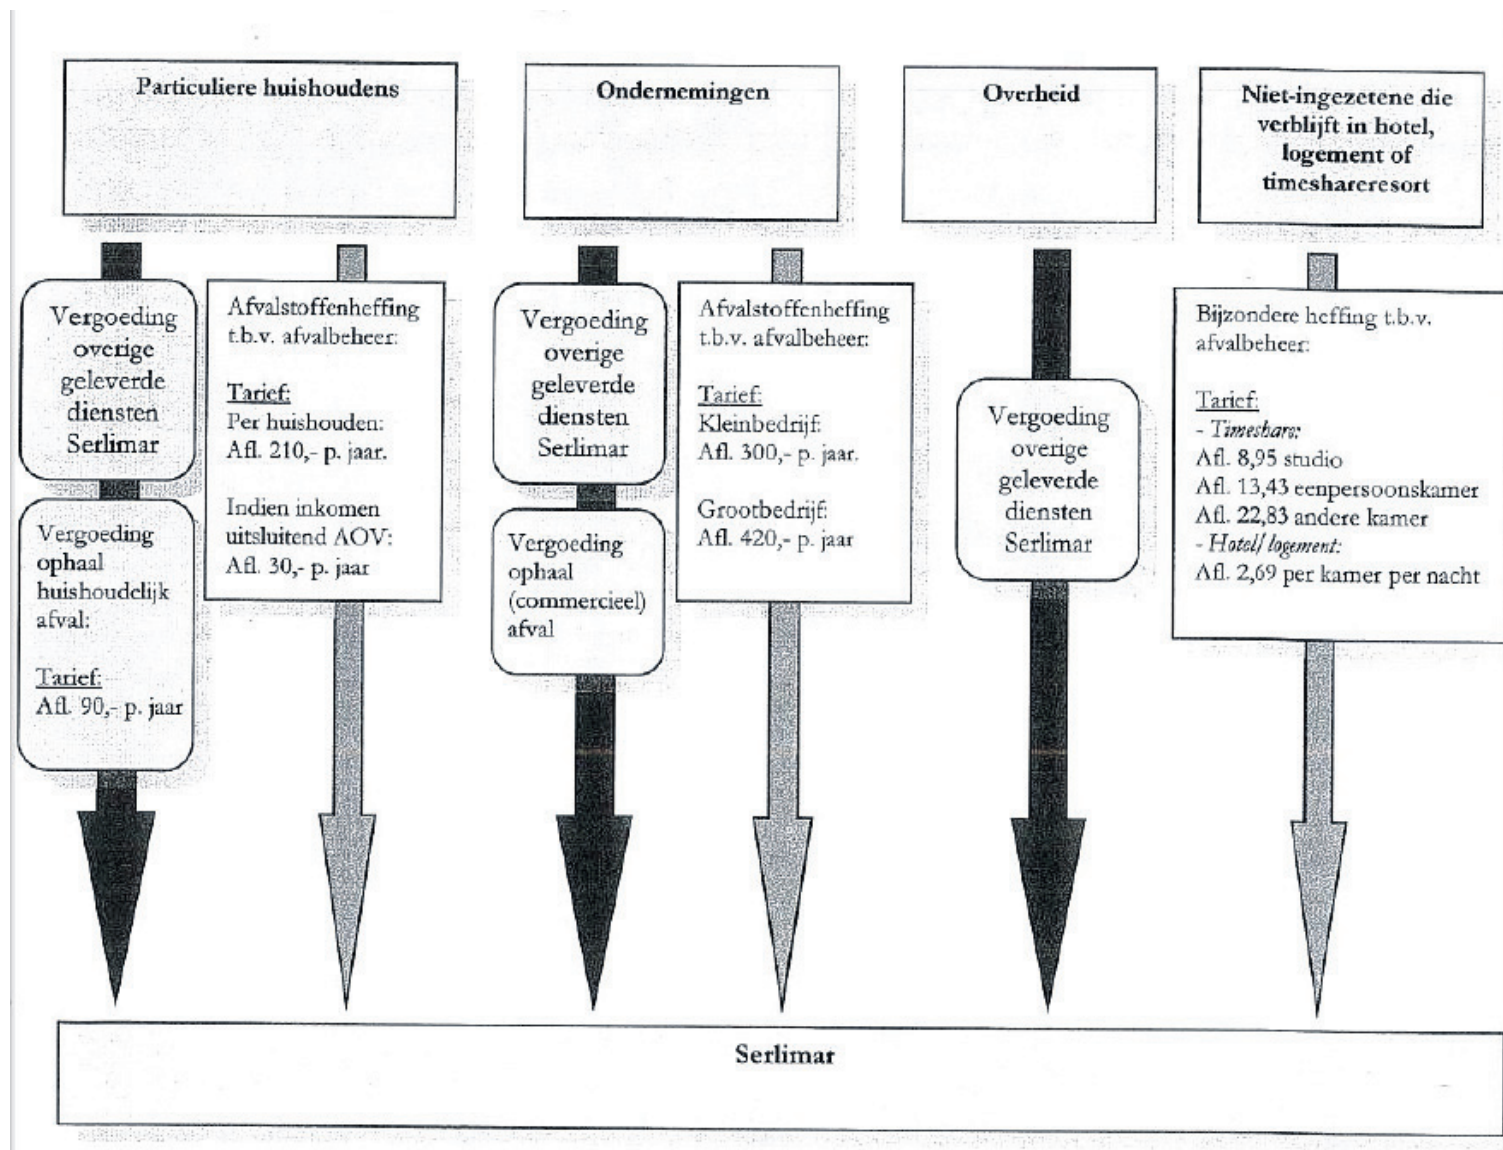 Particuliere huishoudens
Ondernemingen
Overheid
Niet-ingezetene die
verblijft in hotel,
logement of
timeshareresort
Vergoeding
overige
geleverde
diensten
Serlimar
Vergoeding
ophaal
huishoudelijk
afval:
Tarief:
Afl. 90,- p. jaar
Afvalstoffenheffing
t.b.v. afvalbeheer:
Tarief:
Per huishouden:
Afl. 210,- p. jaar.
Indien inkomen
uitsluitend AOV:
Afl. 30,- p. jaar
Vergoeding
overige
geleverde
diensten
Serlimar
Vergoeding
ophaal
(commercieel)
afval
Afvalstoffenheffing
t.b.v. afvalbeheer:
Tarief:
Kleinbedrijf:
Afl. 300,- p. jaar.
Grootbedrijf:
Afl. 420,- p. jaar
Vergoeding
overige
geleverde
diensten
Serlimar
Bijzondere heffing t.b.v.
afvalbeheer:
Tarief:
- Timeshare:
Afl. 8,95 studio
Afl. 13,43 eenpersoonskamer
Afl. 22,83 andere kamer
- Hotel/logement:
Afl. 2,69 per kamer per nacht
Serlimar